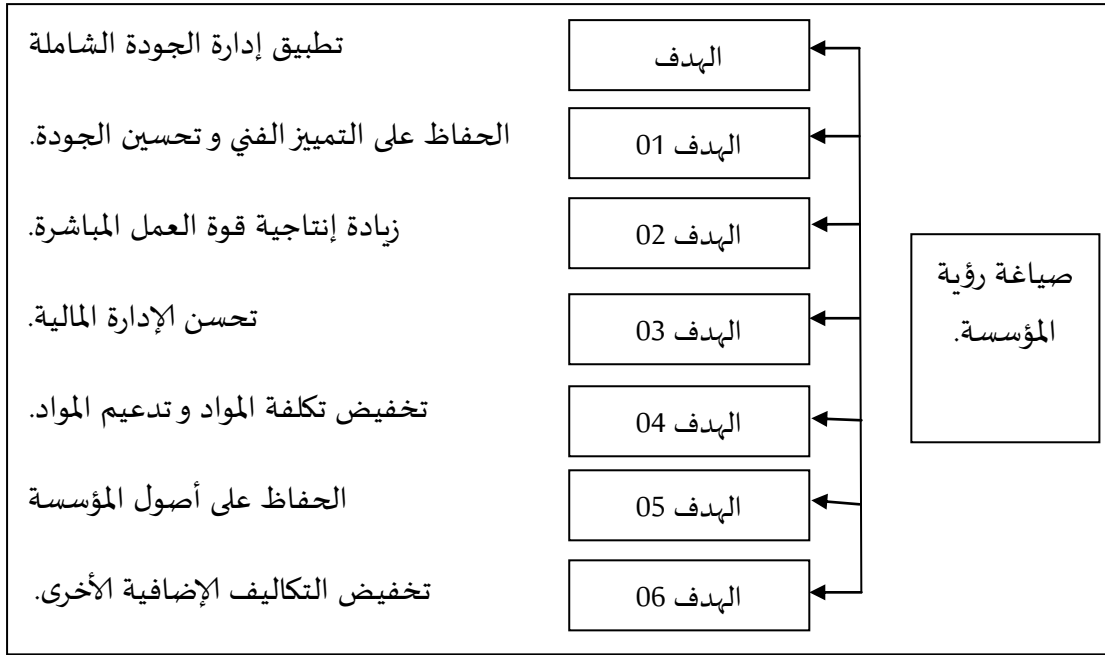 صياغة رؤية
المؤسسة.
الهدف
تطبيق إدارة الجودة الشاملة
الهدف 01
الحفاظ على التمييز الفني و تحسين الجودة.
الهدف 02
زيادة إنتاجية قوة العمل المباشرة.
الهدف 03
تحسن الإدارة المالية.
الهدف 04
تخفيض تكلفة المواد و تدعيم المواد.
الهدف 05
الحفاظ على أصول المؤسسة
الهدف 06
تخفيض التكاليف الإضافية الأخرى.